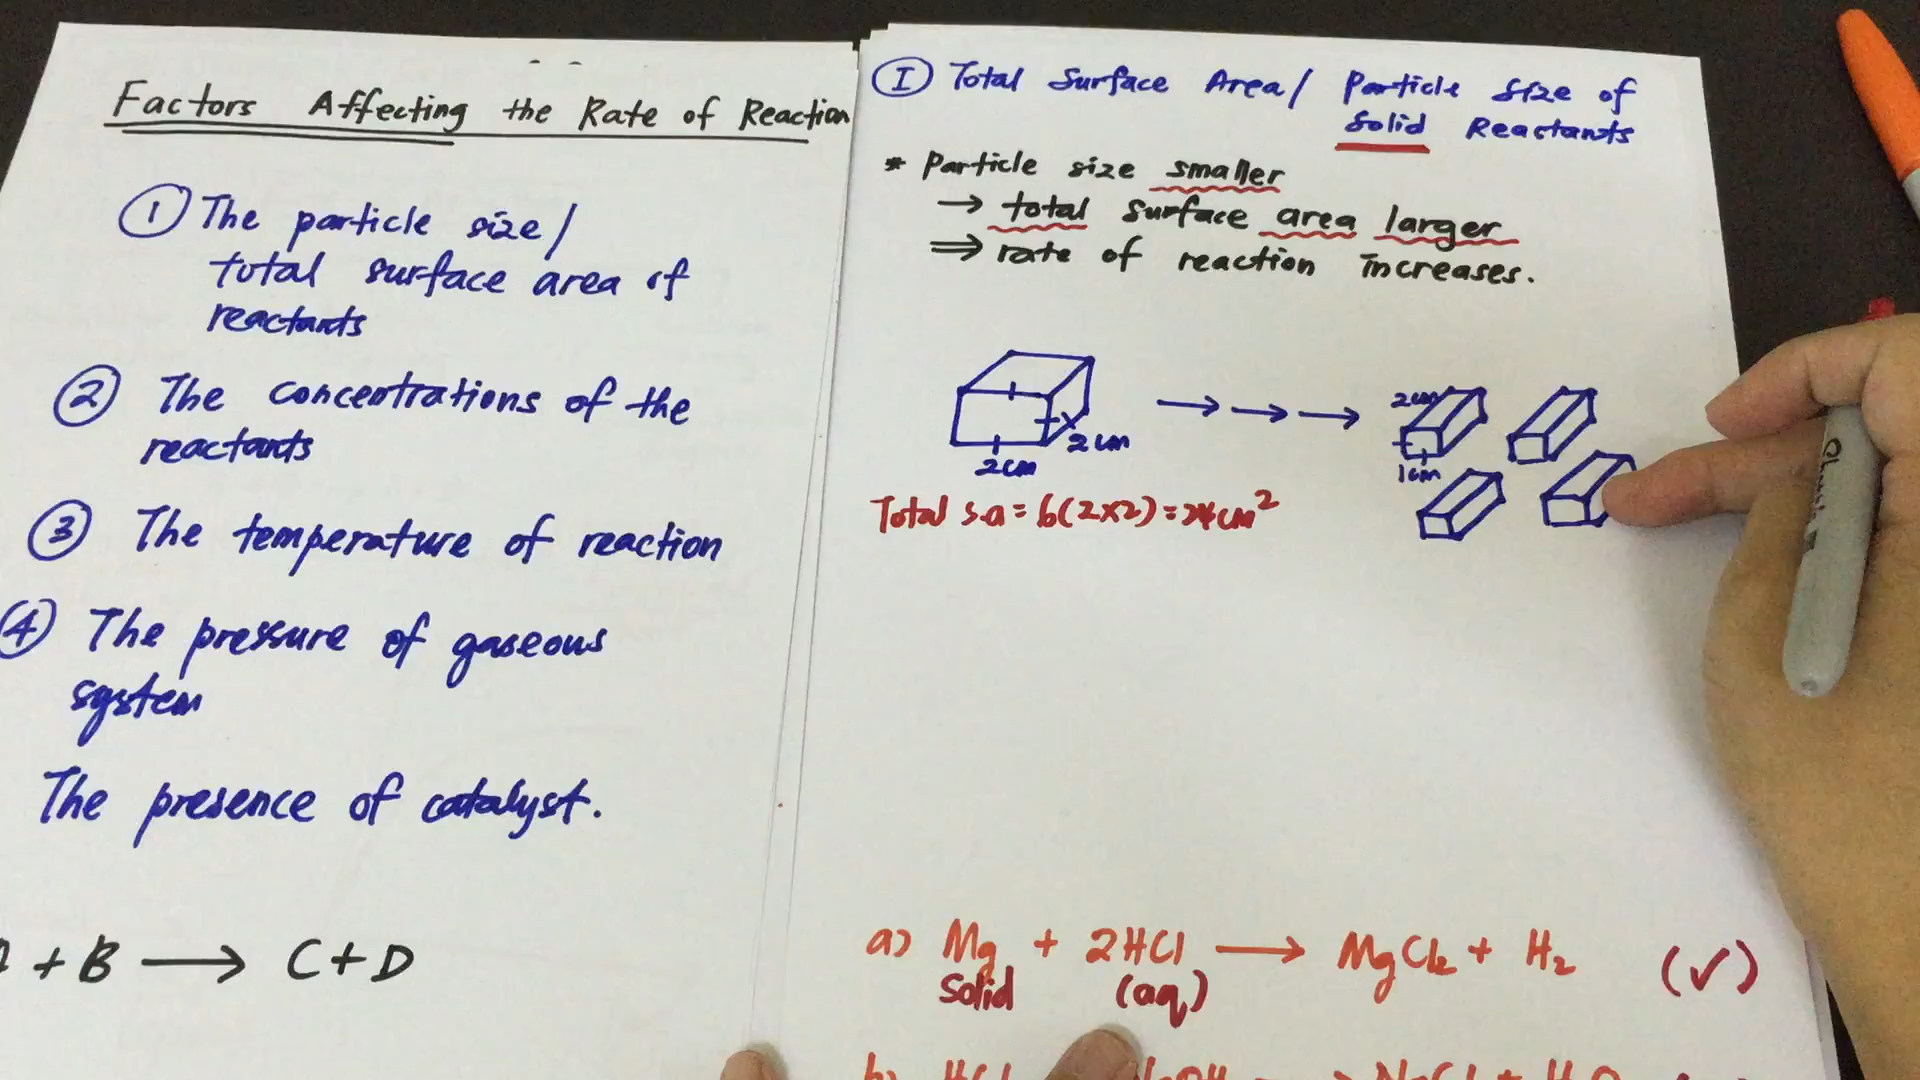 Factors Affecting the Rate of Reaction
① The particle size/
total surface area of
reactants
② The concentrations of the
reactants
③ The temperature of reaction
④ The pressure of gaseous
system
The presence of catalyst.
+ B → C + D
Ⓘ Total Surface Area/ Particle Size of
Solid Reactants
* Particle size smaller
→ total surface area larger
⇒ rate of reaction increases.
2cm
2cm
2cm
1cm
Total s.a = 6(2x2) = 24cm²
a) Mg + 2HCl → MgCl₂ + H₂ (✓)
Solid (aq)